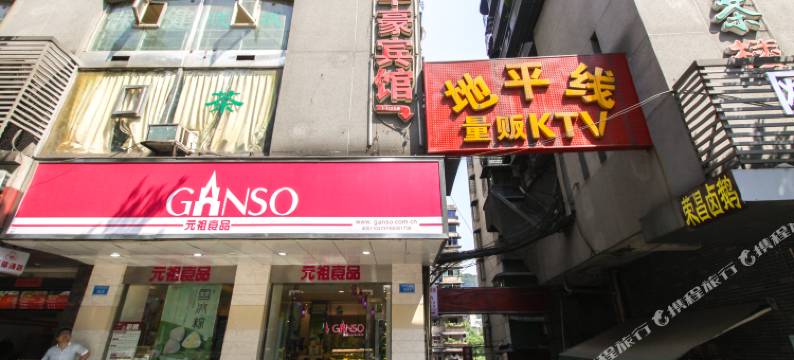 豪宾馆
茶
地平线
量贩KTV
GANSO
元祖食品
www.ganso.com.cn
元祖食品
元祖食品
GANSO
荣昌卤鹅
茶
携程旅行
携程旅行